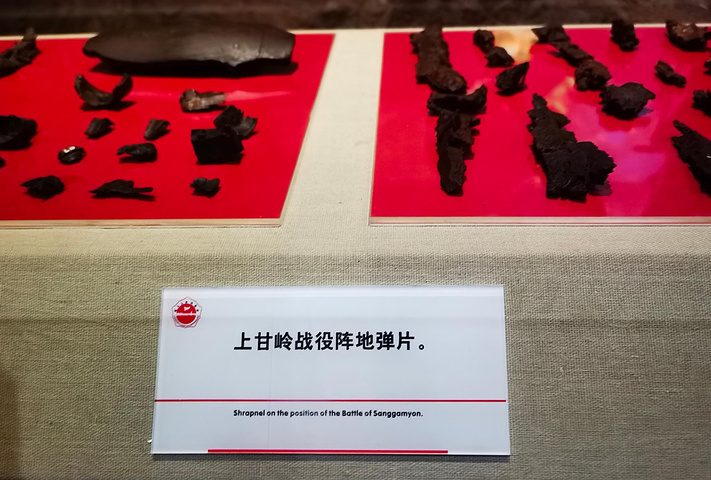 上甘岭战役阵地弹片。
Shrapnel on the position of the Battle of Sanggamyon.